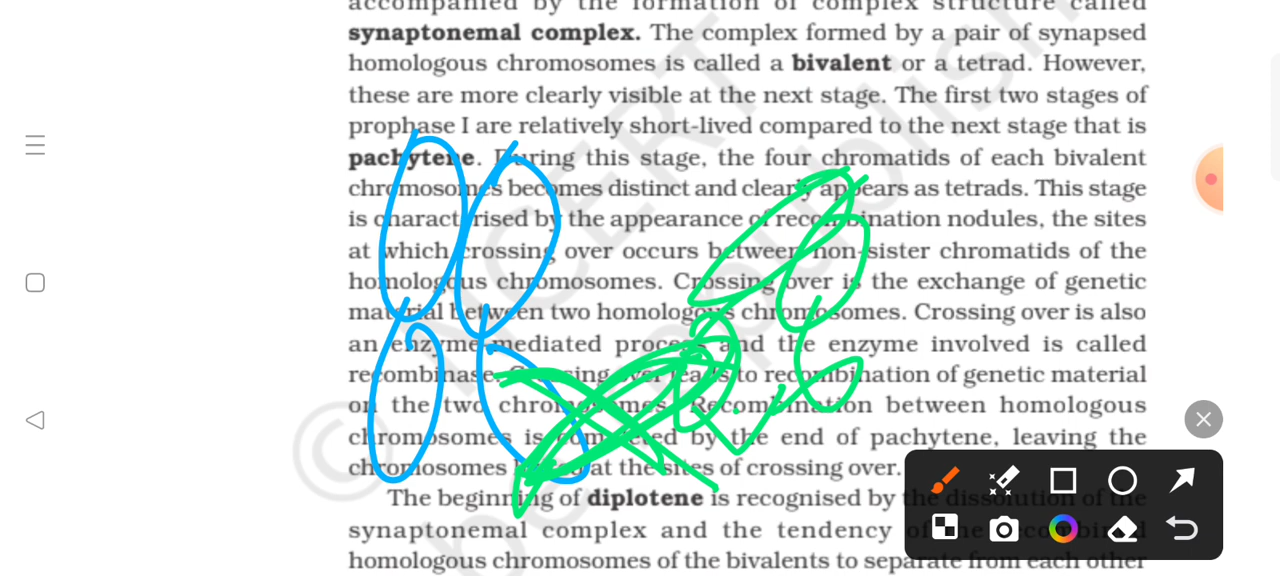 accompanied by the formation of complex structure called
synaptonemal complex. The complex formed by a pair of synapsed
homologous chromosomes is called a bivalent or a tetrad. However,
these are more clearly visible at the next stage. The first two stages of
prophase I are relatively short-lived compared to the next stage that is
pachytene. During this stage, the four chromatids of each bivalent
chromosomes becomes distinct and clearly appears as tetrads. This stage
is characterised by the appearance of recombination nodules, the sites
at which crossing over occurs between non-sister chromatids of the
homologous chromosomes. Crossing over is the exchange of genetic
material between two homologous chromosomes. Crossing over is also
an enzyme-mediated process and the enzyme involved is called
recombinase. Crossing over leads to recombination of genetic material
on the two chromosomes. Recombination between homologous
chromosomes is completed by the end of pachytene, leaving the
chromosomes at the sites of crossing over.
The beginning of diplotene is recognised by the dissolution of the
synaptonemal complex and the tendency of the recombined
homologous chromosomes of the bivalents to separate from each other
© NCERT